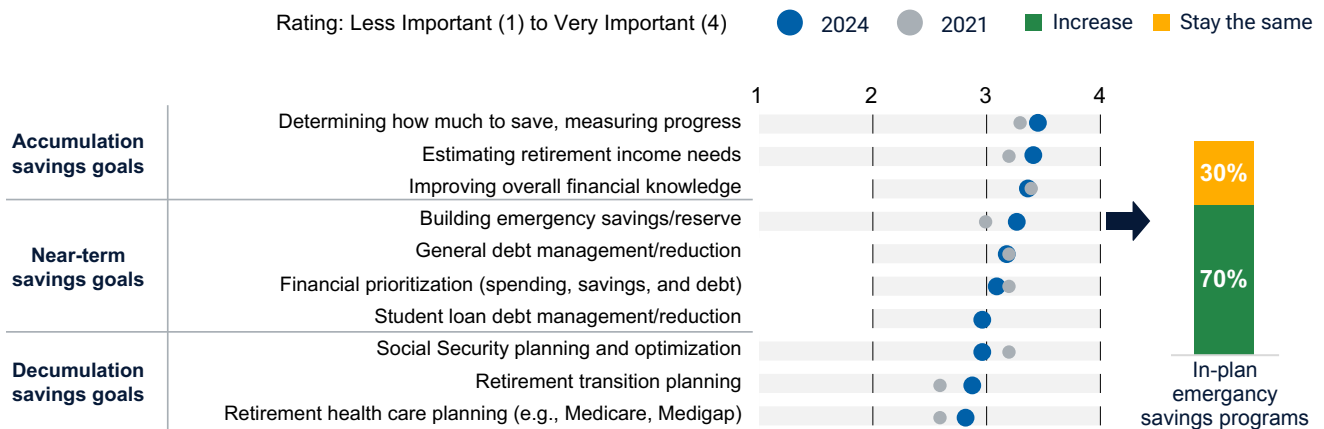 Rating: Less Important (1) to Very Important (4)
2024
2021
Increase
Stay the same
1
2
3
4
Accumulation
savings goals
Determining how much to save, measuring progress
Estimating retirement income needs
Improving overall financial knowledge
Near-term
savings goals
Building emergency savings/reserve
General debt management/reduction
Financial prioritization (spending, savings, and debt)
Student loan debt management/reduction
Decumulation
savings goals
Social Security planning and optimization
Retirement transition planning
Retirement health care planning (e.g., Medicare, Medigap)
30%
70%
In-plan
emergancy
savings programs